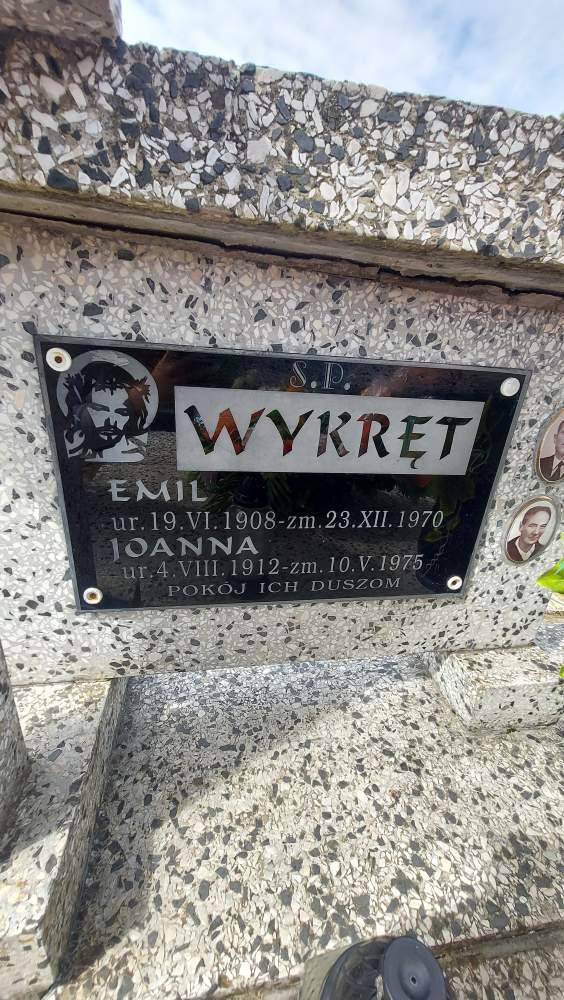 S.P.
WYKRĘT
EMIL
ur. 19. VI. 1908-zm. 23. XII. 1970
JOANNA
ur. 4. VIII. 1912-zm. 10. V. 1975
POKÓJ ICH DUSZOM